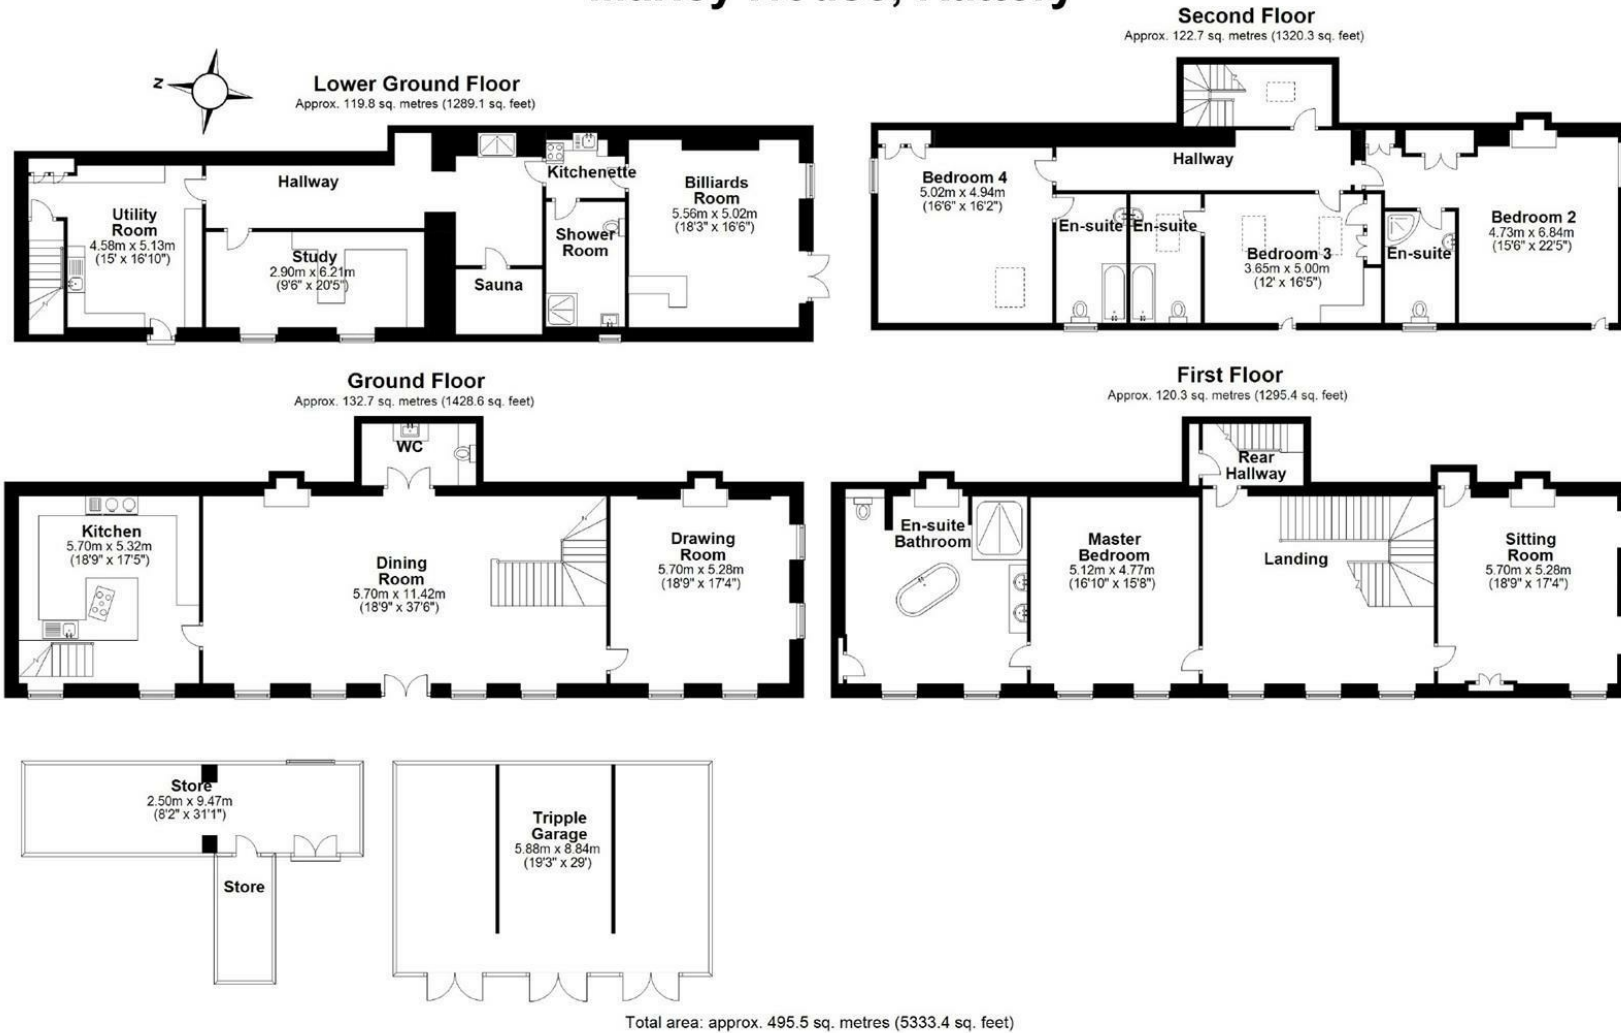 Second Floor
Approx. 122.7 sq. metres (1320.3 sq. feet)
Z
Lower Ground Floor
Approx. 119.8 sq. metres (1289.1 sq. feet)
Utility
Room
4.58m x 5.13m
(15' x 16'10")
Hallway
Study
2.90m x 6.21m
(9'6" x 20'5")
Sauna
Kitchenette
Shower
Room
Billiards
Room
5.56m x 5.02m
(18'3" x 16'6")
Bedroom 4
5.02m x 4.94m
(16'6" x 16'2")
Hallway
En-suite
En-suite
Bedroom 3
3.65m x 5.00m
(12' x 16'5")
En-suite
Bedroom 2
4.73m x 6.84m
(15'6" x 22'5")
Ground Floor
Approx. 132.7 sq. metres (1428.6 sq. feet)
WC
Kitchen
5.70m x 5.32m
(18'9" x 17'5")
Dining
Room
5.70m x 11.42m
(18'9" x 37'6")
Drawing
Room
5.70m x 5.28m
(18'9" x 17'4")
First Floor
Approx. 120.3 sq. metres (1295.4 sq. feet)
Rear
Hallway
En-suite
Bathroom
Master
Bedroom
5.12m x 4.77m
(16'10" x 15'8")
Landing
Sitting
Room
5.70m x 5.28m
(18'9" x 17'4")
Store
2.50m x 9.47m
(8'2" x 31'1")
Store
Tripple
Garage
5.88m x 8.84m
(19'3" x 29')
Total area: approx. 495.5 sq. metres (5333.4 sq. feet)